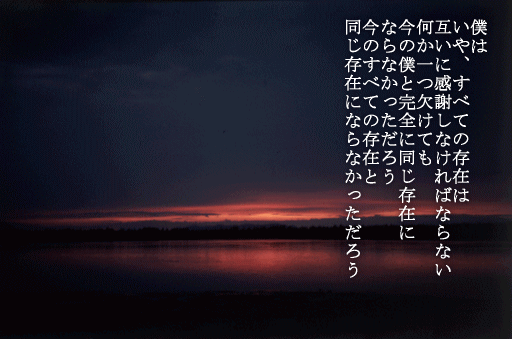 僕は
いや、すべての存在は
互いに感謝しなければならない
何か一つ欠けても
今の僕と完全に同じ存在に
ならなかっただろう
今のすべての存在と
同じ存在にならなかっただろう